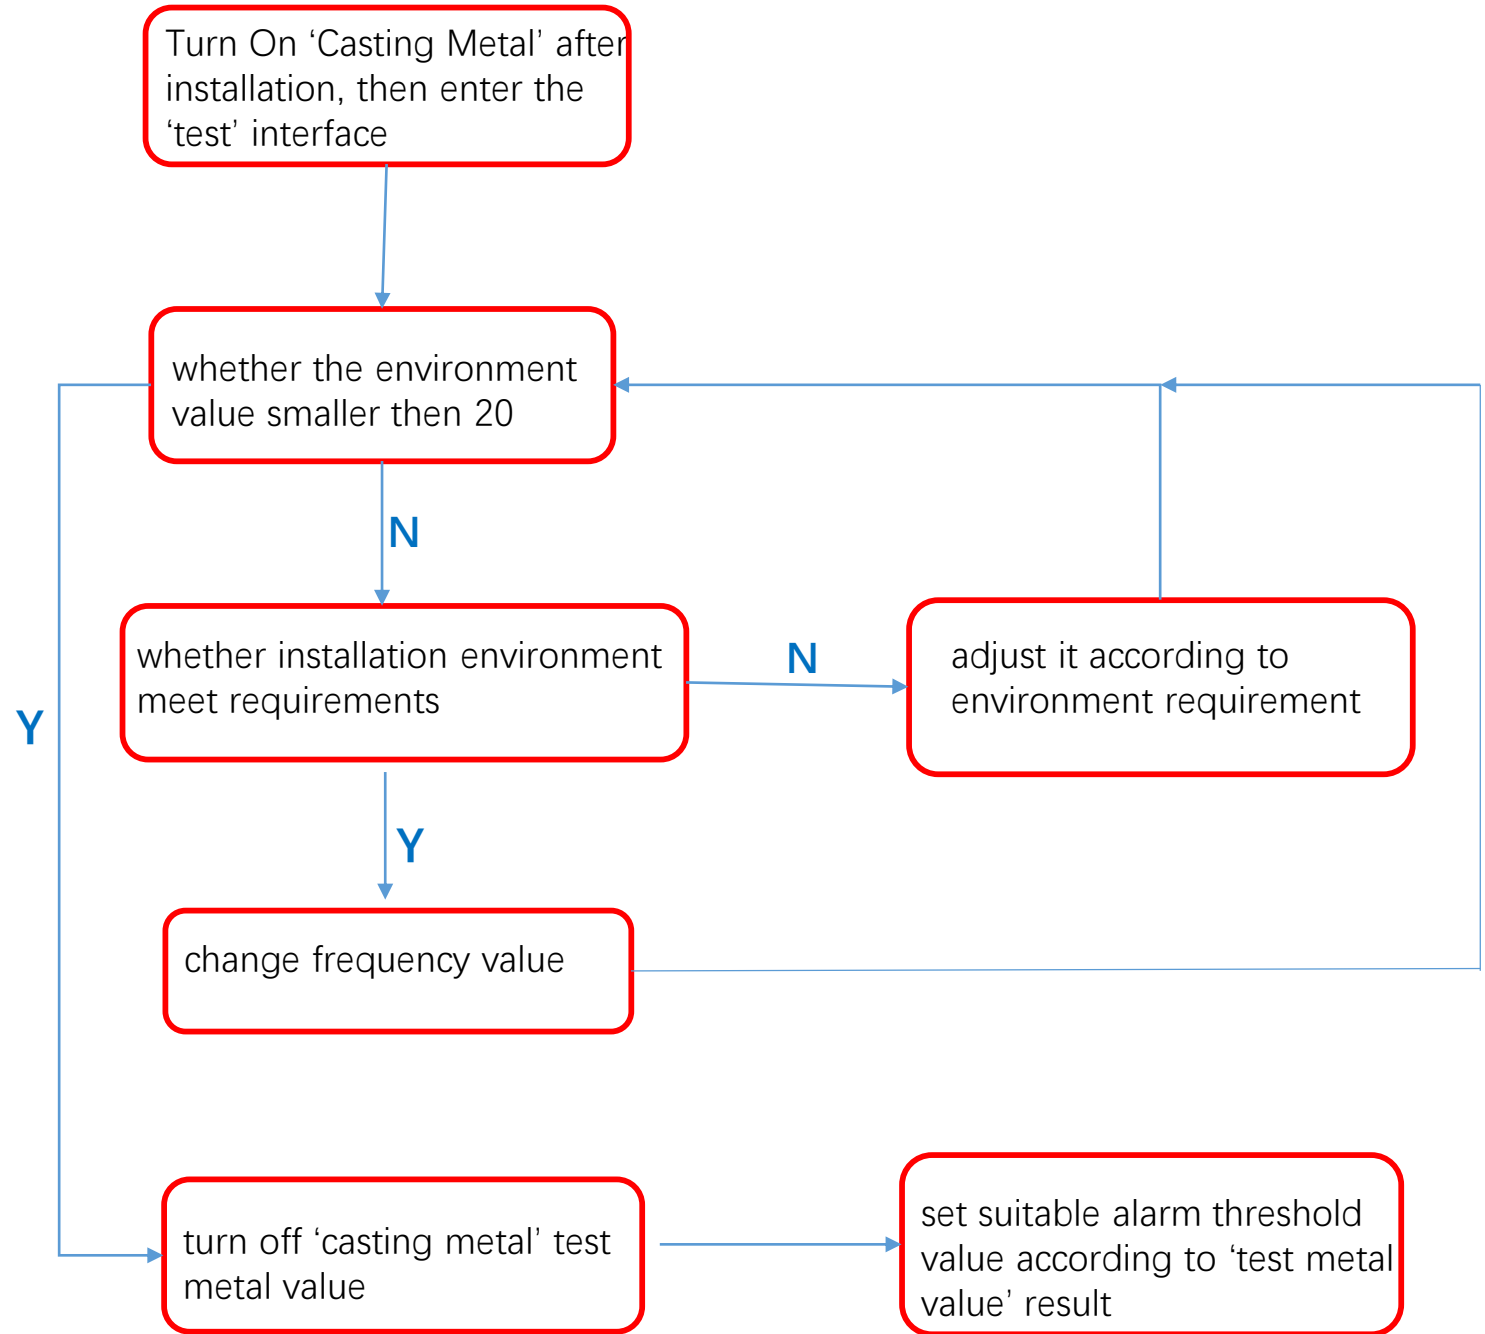 Turn On ‘Casting Metal’ after
installation, then enter the
‘test’ interface
whether the environment
value smaller then 20
N
whether installation environment
meet requirements
N
adjust it according to
environment requirement
Y
Y
change frequency value
turn off ‘casting metal’ test
metal value
set suitable alarm threshold
value according to ‘test metal
value’ result